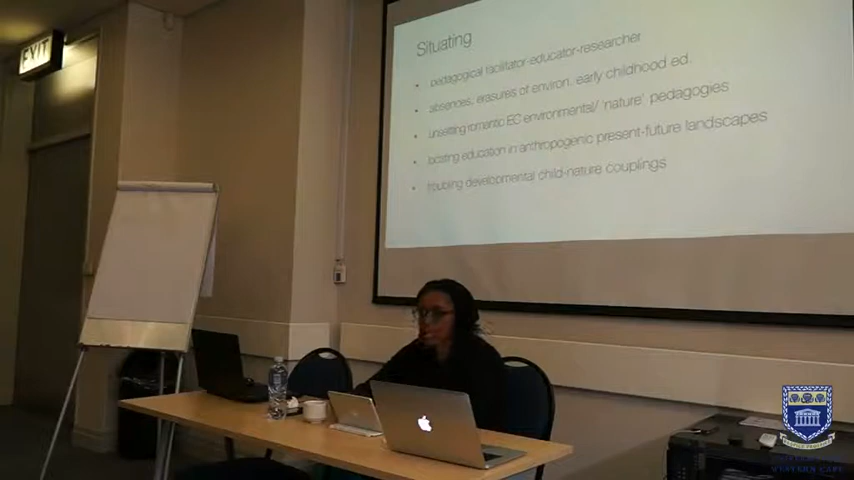 EXIT
Situating
pedagogical facilitator-educator-researcher
absences, erasures of environ. early childhood ed.
unsettling romantic EC environmental/ 'nature' pedagogies
locating education in anthropogenic present-future landscapes
troubling developmental child-nature couplings